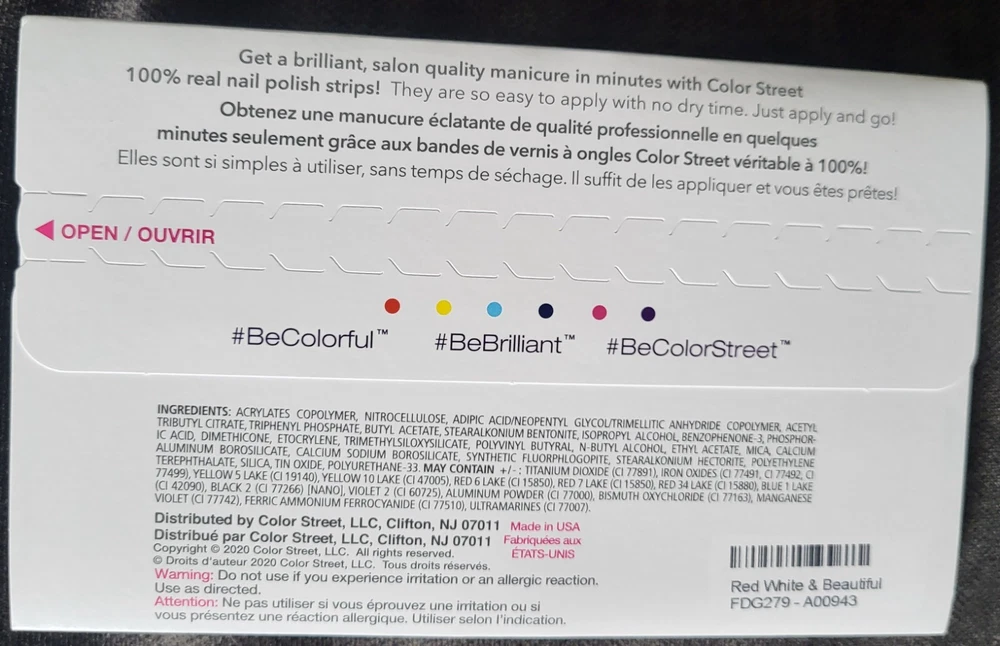 Get a brilliant, salon quality manicure in minutes with Color Street
100% real nail polish strips! They are so easy to apply with no dry time. Just apply and go!
Obtenez une manucure éclatante de qualité professionnelle en quelques
minutes seulement grâce aux bandes de vernis à ongles Color Street véritable à 100%!
Elles sont si simples à utiliser, sans temps de séchage. Il suffit de les appliquer et vous êtes prêtes!
OPEN / OUVRIR
#BeColorful™ #BeBrilliant™ #BeColorStreet™
INGREDIENTS: ACRYLATES COPOLYMER, NITROCELLULOSE, ADIPIC ACID/NEOPENTYL GLYCOL/TRIMELLITIC ANHYDRIDE COPOLYMER, ACETYL
TRIBUTYL CITRATE, TRIPHENYL PHOSPHATE, BUTYL ACETATE, STEARALKONIUM BENTONITE, ISOPROPYL ALCOHOL, BENZOPHENONE-3, PHOSPHOR-
IC ACID, DIMETHICONE, ETOCRYLENE, TRIMETHYLSILOXYSILICATE, POLYVINYL BUTYRAL, N-BUTYL ALCOHOL, ETHYL ACETATE, MICA, CALCIUM
ALUMINUM BOROSILICATE, CALCIUM SODIUM BOROSILICATE, SYNTHETIC FLUORPHLOGOPITE, STEARALKONIUM HECTORITE, POLYETHYLENE
TEREPHTHALATE, SILICA, TIN OXIDE, POLYURETHANE-33. MAY CONTAIN +/-: TITANIUM DIOXIDE (CI 77891), IRON OXIDES (CI 77491, CI 77492, CI
77499), YELLOW 5 LAKE (CI 19140), YELLOW 10 LAKE (CI 47005), RED 6 LAKE (CI 15850), RED 7 LAKE (CI 15850), RED 34 LAKE (CI 15880), BLUE 1 LAKE
(CI 42090), BLACK 2 (CI 77266) [NANO], VIOLET 2 (CI 60725), ALUMINUM POWDER (CI 77000), BISMUTH OXYCHLORIDE (CI 77163), MANGANESE
VIOLET (CI 77742), FERRIC AMMONIUM FERROCYANIDE (CI 77510), ULTRAMARINES (CI 77007).
Distributed by Color Street, LLC, Clifton, NJ 07011 Made in USA
Distribué par Color Street, LLC, Clifton, NJ 07011 Fabriquées aux
Copyright © 2020 Color Street, LLC. All rights reserved. ÉTATS-UNIS
© Droits d'auteur 2020 Color Street, LLC. Tous droits réservés.
Warning: Do not use if you experience irritation or an allergic reaction.
Use as directed.
Attention: Ne pas utiliser si vous éprouvez une irritation ou si
vous présentez une réaction allergique. Utiliser selon l'indication.
Red White & Beautiful
FDG279 - A00943